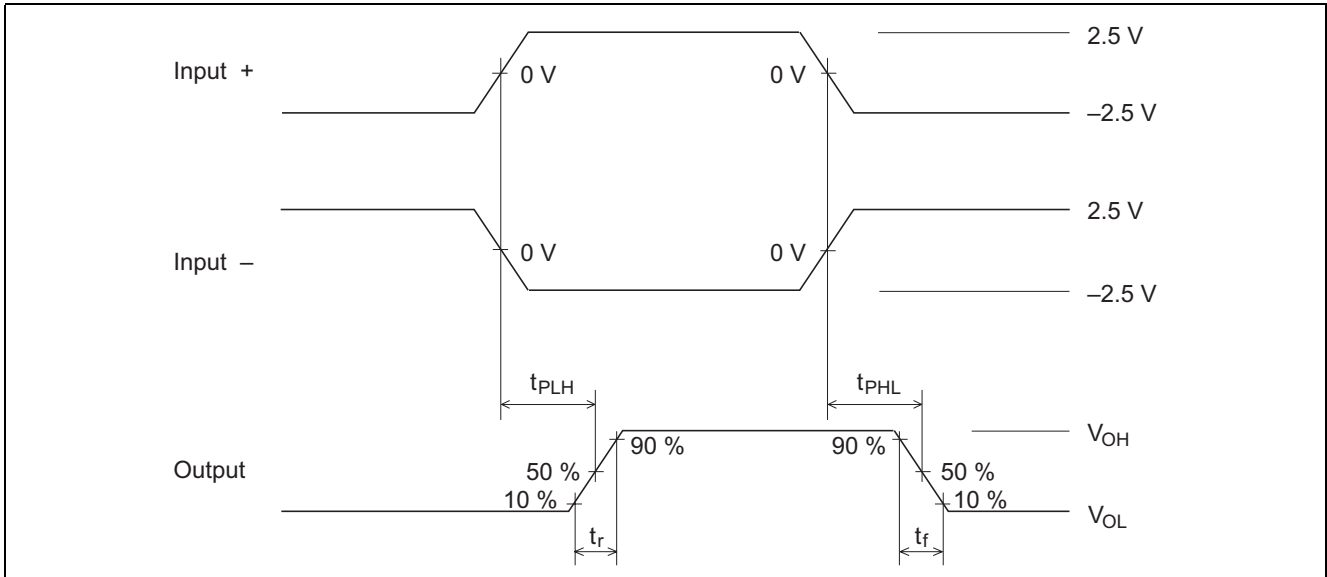 2.5 V
Input +
0 V
0 V
–2.5 V
2.5 V
Input –
0 V
0 V
–2.5 V
tPLH
tPHL
VOH
90 %
90 %
Output
50 %
50 %
10 %
10 %
VOL
tr
tf